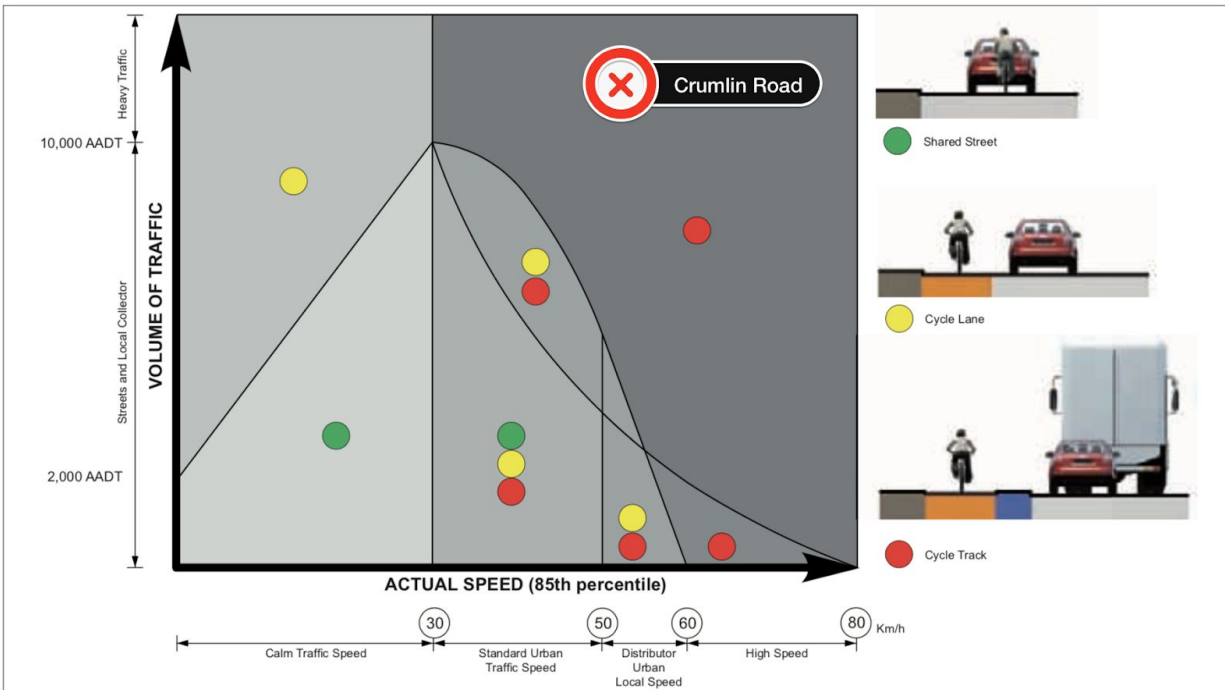 Heavy Traffic
10,000 AADT
Streets and Local Collector
VOLUME OF TRAFFIC
2,000 AADT
Crumlin Road
ACTUAL SPEED (85th percentile)
30
50
60
80
Km/h
Calm Traffic Speed
Standard Urban
Traffic Speed
Distributor
Urban
Local Speed
High Speed
Shared Street
Cycle Lane
Cycle Track